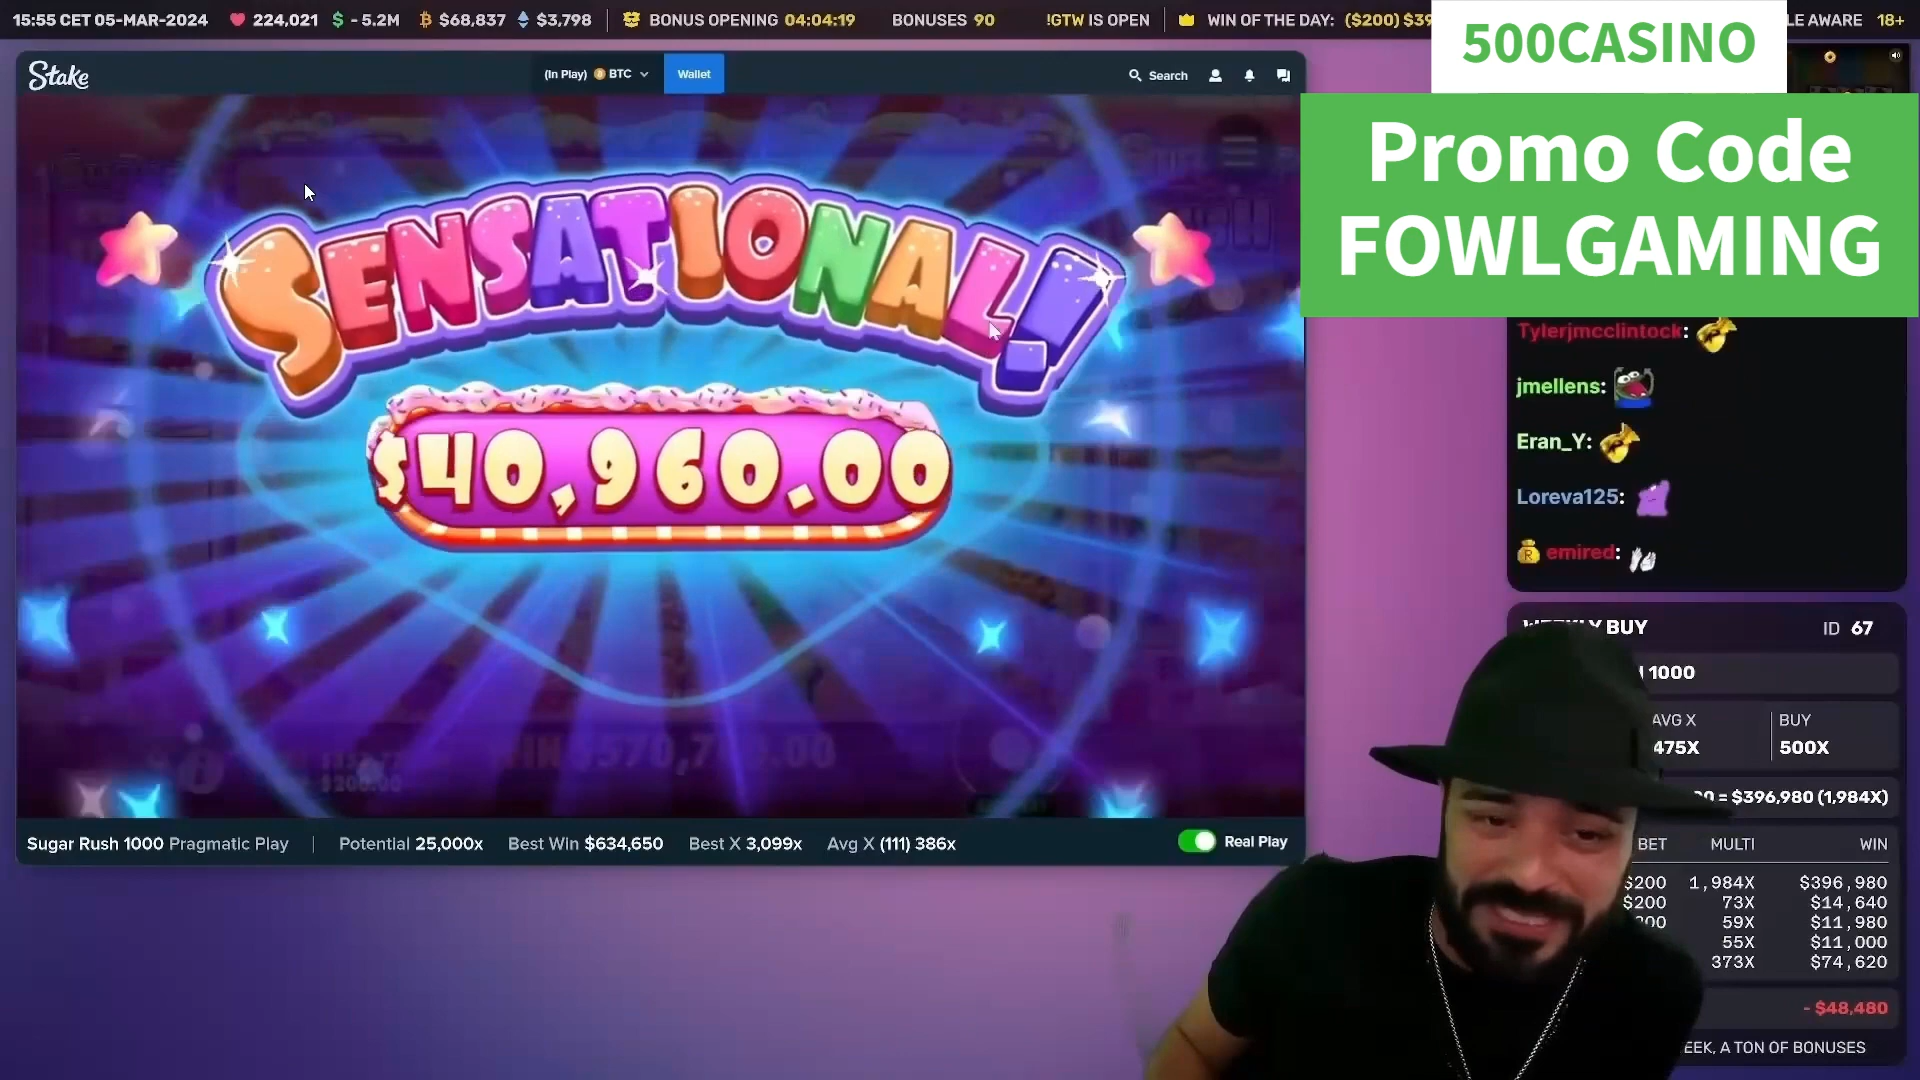 15:55 CET 05-MAR-2024 224,021 $ - 5.2M $68,837 $3,798 BONUS OPENING 04:04:19 BONUSES 90 !GTW IS OPEN WIN OF THE DAY: ($200) AWARE 18+
500CASINO
Promo Code
FOWLGAMING
Stake
(In Play) BTC
Wallet
Search
SENSATIONAL!
$40,960.00
Sugar Rush 1000 Pragmatic Play | Potential 25,000x Best Win $634,650 Best X 3,099x Avg X (111) 386x
Real Play
Tylerjmcclintock:
jmellens:
Eran_Y:
Loreva125:
emired:
BUY
ID 67
1000
AVG X BUY
475X 500X
= $396,980 (1,984X)
BET MULTI WIN
$200 1,984X $396,980
$200 73X $14,640
59X $11,980
55X $11,000
373X $74,620
- $48,480
A TON OF BONUSES